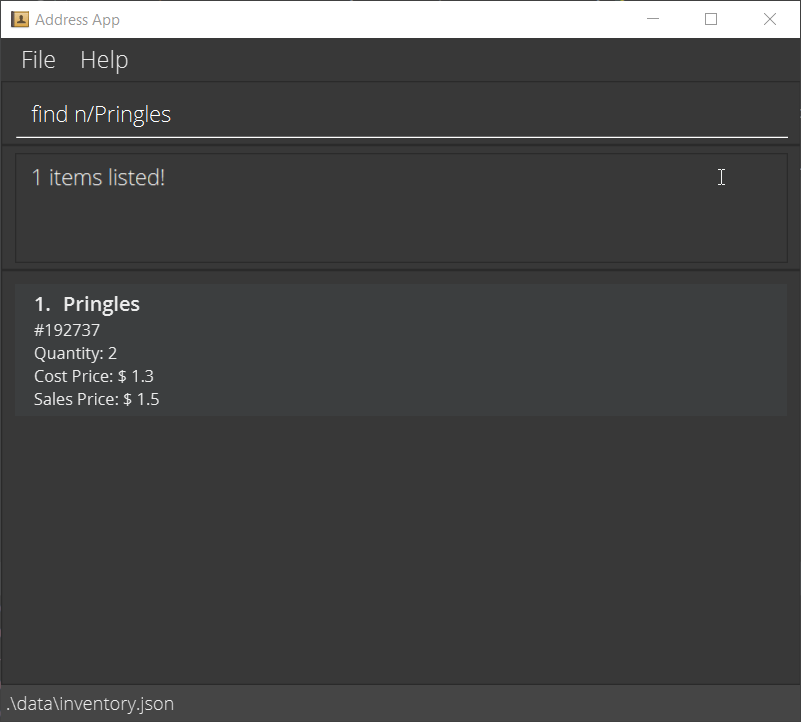 Address App
File Help
find n/Pringles
1 items listed!
1. Pringles
#192737
Quantity: 2
Cost Price: $ 1.3
Sales Price: $ 1.5
.\data\inventory.json